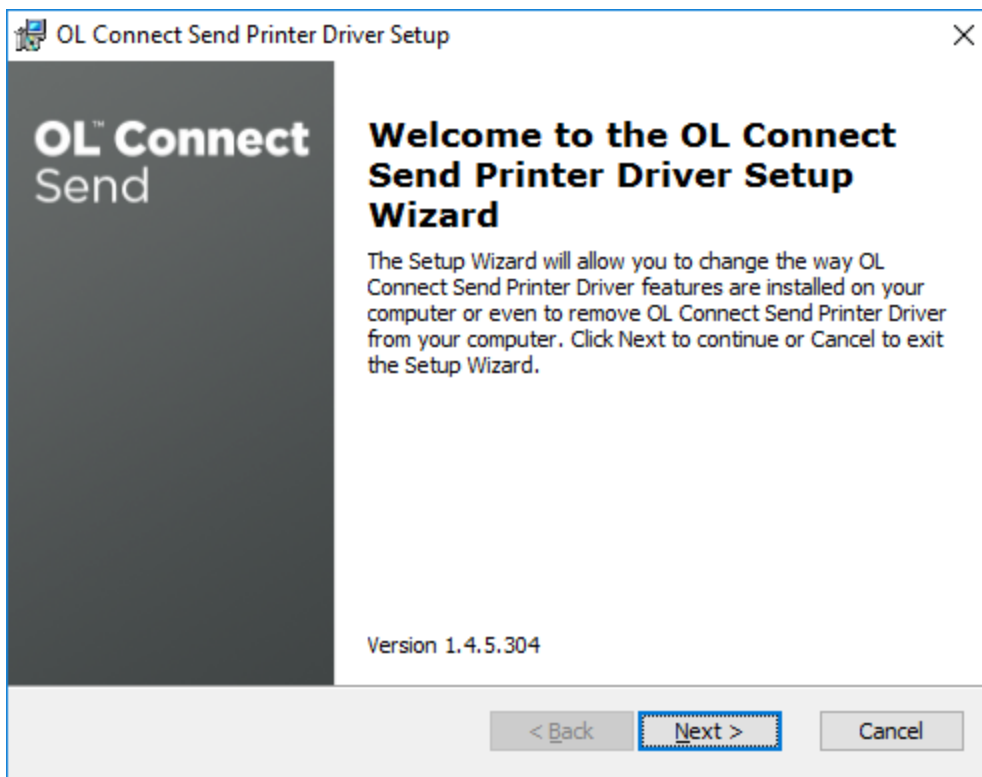 OL Connect Send Printer Driver Setup
OL™ Connect
Send
Welcome to the OL Connect
Send Printer Driver Setup
Wizard
The Setup Wizard will allow you to change the way OL
Connect Send Printer Driver features are installed on your
computer or even to remove OL Connect Send Printer Driver
from your computer. Click Next to continue or Cancel to exit
the Setup Wizard.
Version 1.4.5.304
< Back
Next >
Cancel